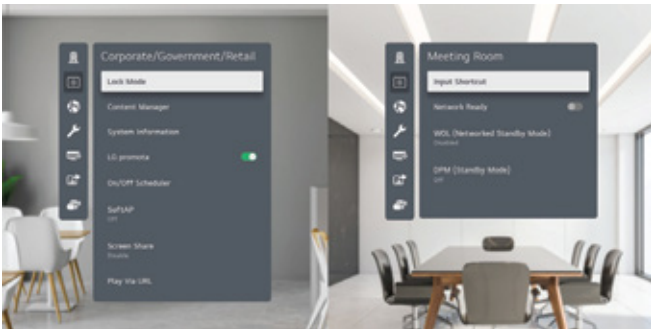 Corporate/Government/Retail
Lock Mode
Content Manager
System Information
LG promota
On/Off Scheduler
SoftAP
Off
Screen Share
Disable
Play Via URL
Meeting Room
Input Shortcut
Network Ready
WOL (Networked Standby Mode)
Disabled
DPM (Standby Mode)
Off